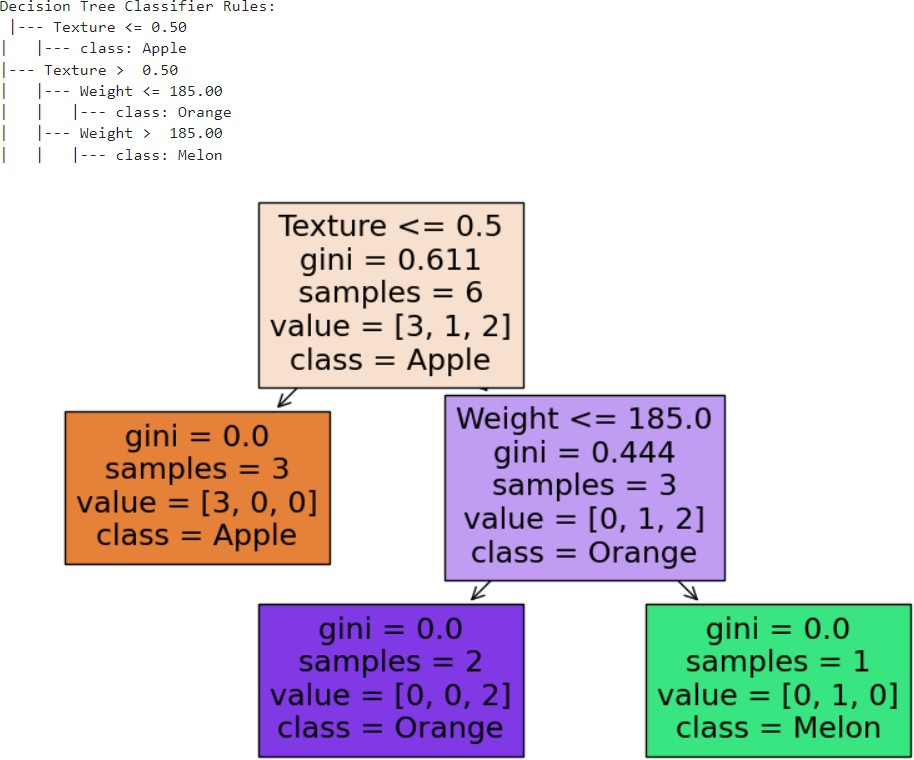 Decision Tree Classifier Rules:
|--- Texture <= 0.50
|   |--- class: Apple
|--- Texture >  0.50
|   |--- Weight <= 185.00
|   |   |--- class: Orange
|   |--- Weight >  185.00
|   |   |--- class: Melon
Texture <= 0.5
gini = 0.611
samples = 6
value = [3, 1, 2]
class = Apple
gini = 0.0
samples = 3
value = [3, 0, 0]
class = Apple
Weight <= 185.0
gini = 0.444
samples = 3
value = [0, 1, 2]
class = Orange
gini = 0.0
samples = 2
value = [0, 0, 2]
class = Orange
gini = 0.0
samples = 1
value = [0, 1, 0]
class = Melon